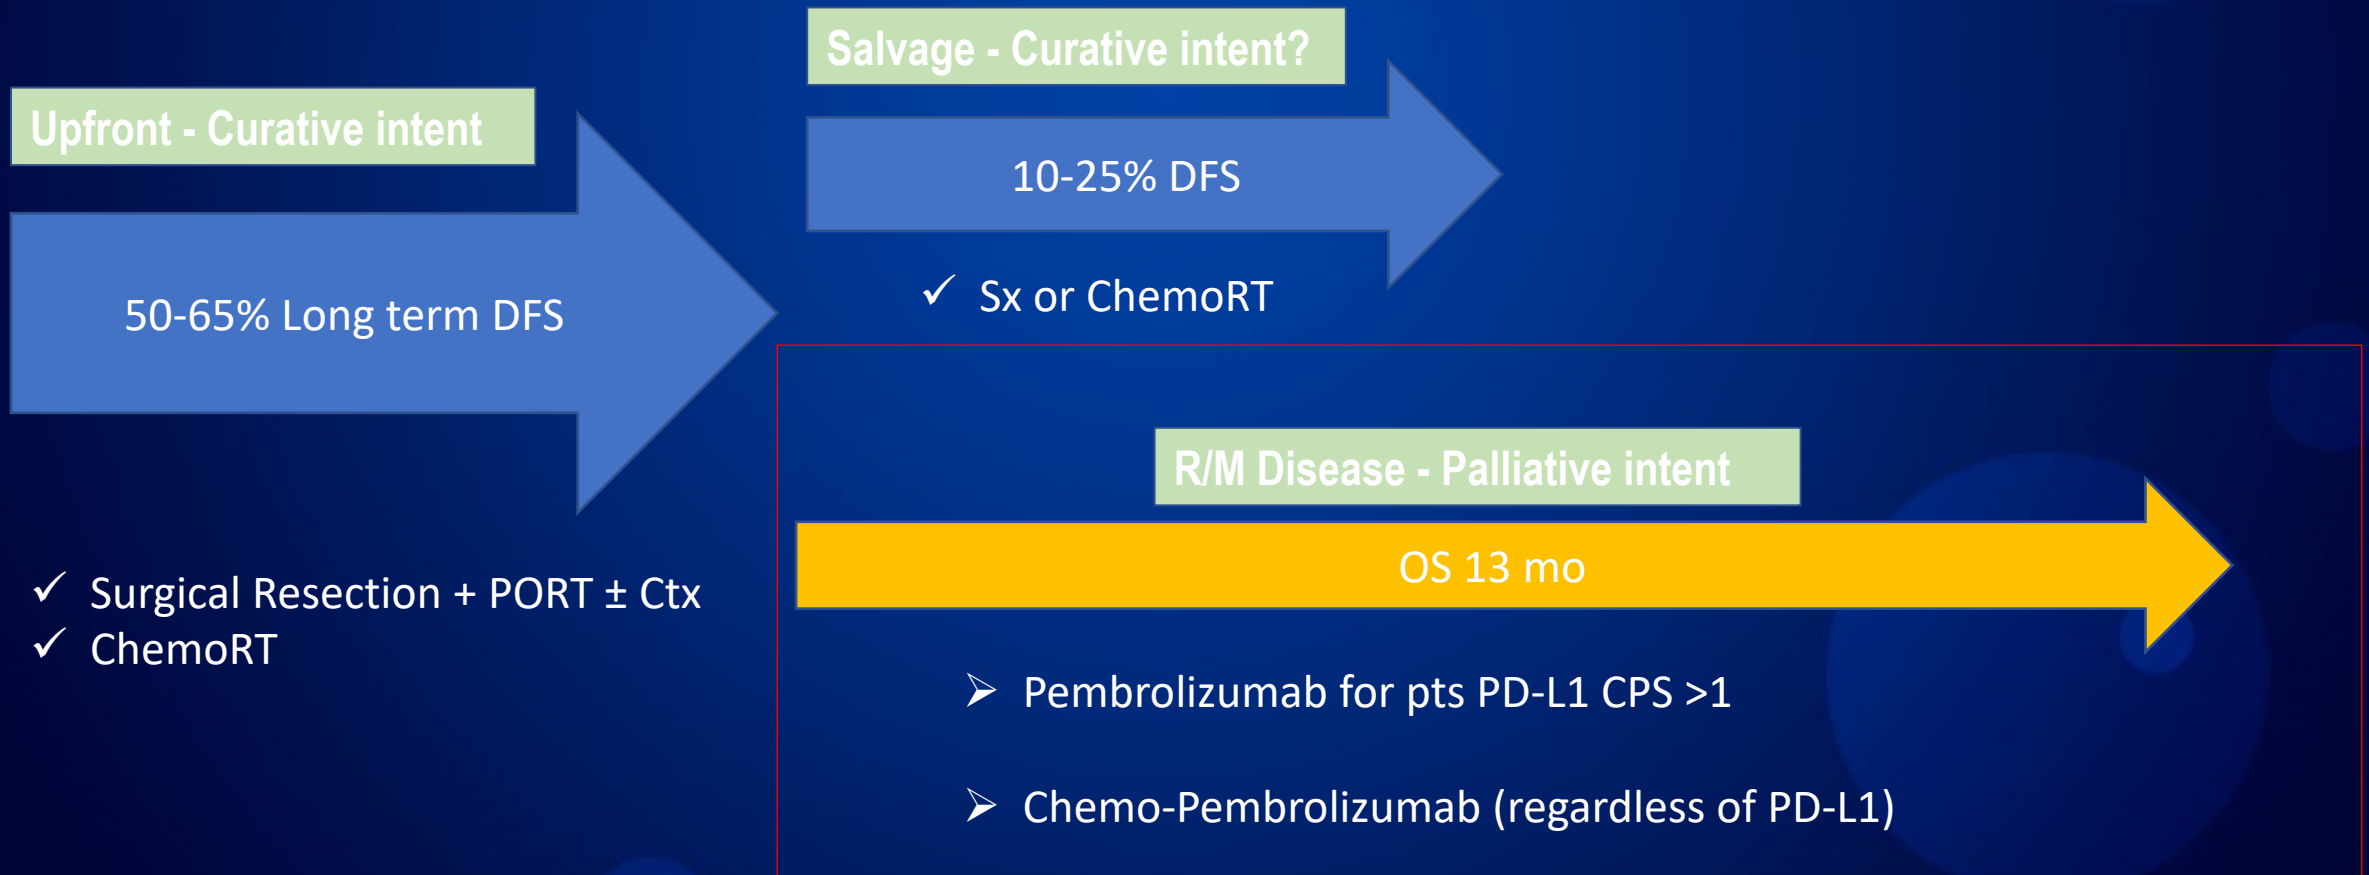 Upfront - Curative intent
50-65% Long term DFS
✓ Surgical Resection + PORT ± Ctx
✓ ChemoRT
Salvage - Curative intent?
10-25% DFS
✓ Sx or ChemoRT
R/M Disease - Palliative intent
OS 13 mo
➢ Pembrolizumab for pts PD-L1 CPS >1
➢ Chemo-Pembrolizumab (regardless of PD-L1)